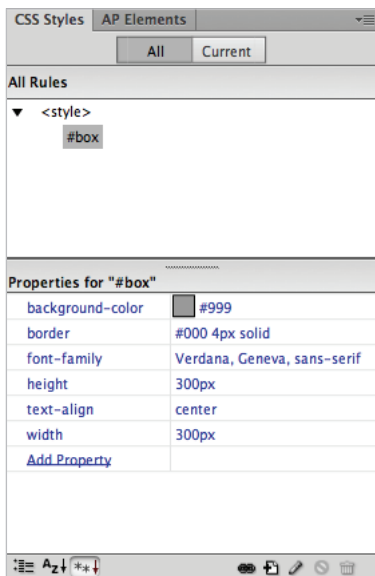 CSS Styles AP Elements
All Current
All Rules
<style>
#box
Properties for "#box"
background-color #999
border #000 4px solid
font-family Verdana, Geneva, sans-serif
height 300px
text-align center
width 300px
Add Property
Az **